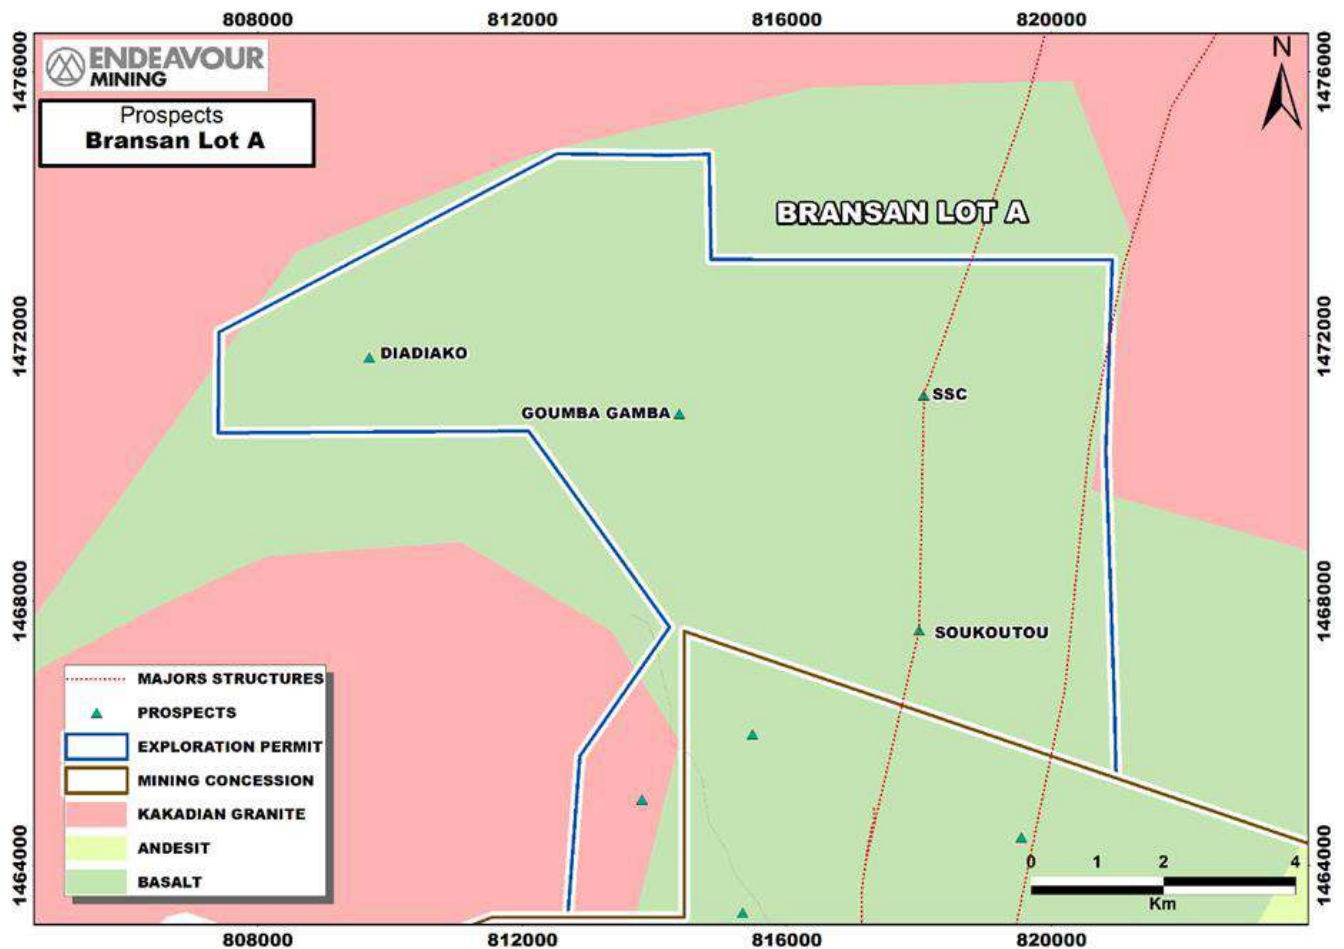 808000 812000 816000 820000
1476000
1476000
ENDEAVOUR
MINING
N
Prospects
Bransan Lot A
BRANSAN LOT A
1472000
1472000
DIADIAKO
SSC
GOUMBA GAMBA
1468000
1468000
SOUKOUTOU
MAJORS STRUCTURES
PROSPECTS
EXPLORATION PERMIT
MINING CONCESSION
KAKADIAN GRANITE
ANDESIT
BASALT
1464000
1464000
0 1 2 4
Km
808000 812000 816000 820000